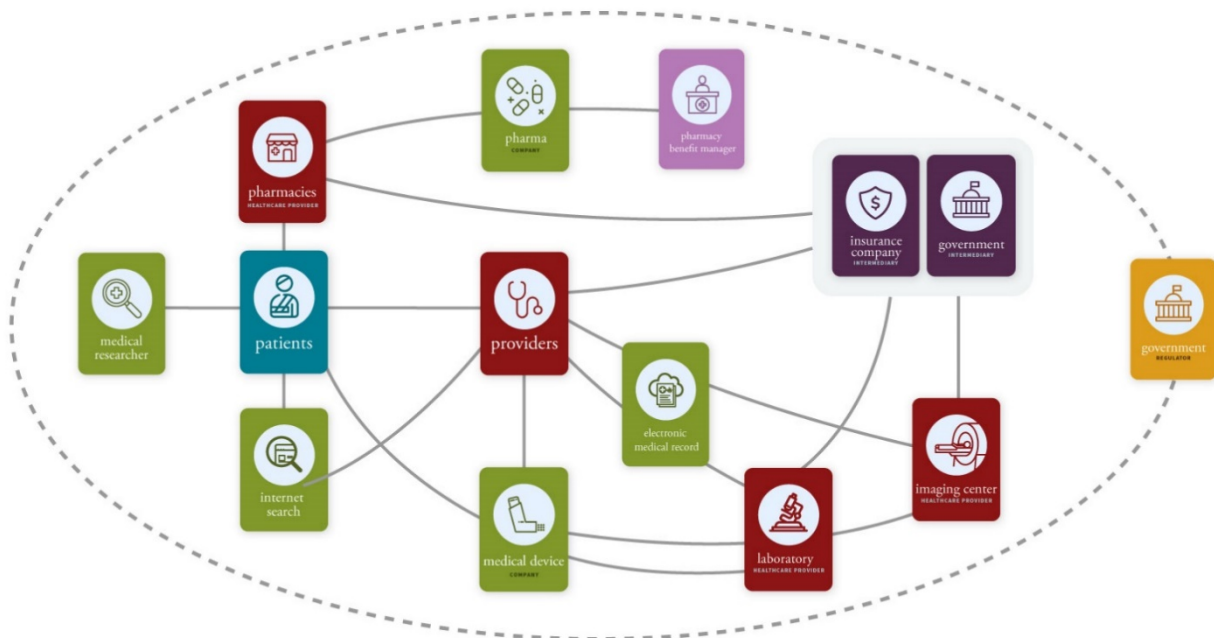 pharma
COMPANY
pharmacy
benefit manager
pharmacies
HEALTHCARE PROVIDER
insurance
company
INTERMEDIARY
government
INTERMEDIARY
medical
researcher
patients
providers
government
REGULATOR
electronic
medical record
internet
search
medical device
COMPANY
laboratory
HEALTHCARE PROVIDER
imaging center
HEALTHCARE PROVIDER